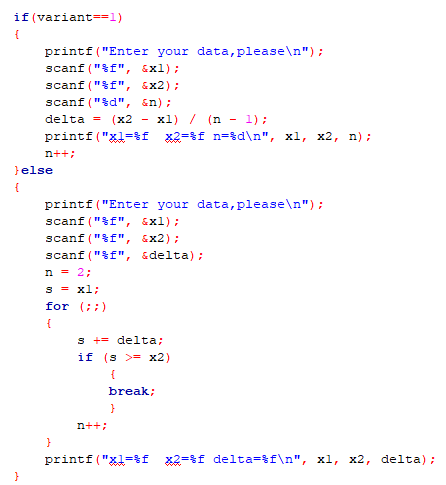 if(variant==1)
{
    printf("Enter your data,please\n");
    scanf("%f", &x1);
    scanf("%f", &x2);
    scanf("%d", &n);
    delta = (x2 - x1) / (n - 1);
    printf("x1=%f  x2=%f n=%d\n", x1, x2, n);
    n++;
}else
{
    printf("Enter your data,please\n");
    scanf("%f", &x1);
    scanf("%f", &x2);
    scanf("%f", &delta);
    n = 2;
    s = x1;
    for (;;)
    {
        s += delta;
        if (s >= x2)
            {
            break;
            }
        n++;
    }
    printf("x1=%f  x2=%f delta=%f\n", x1, x2, delta);
}